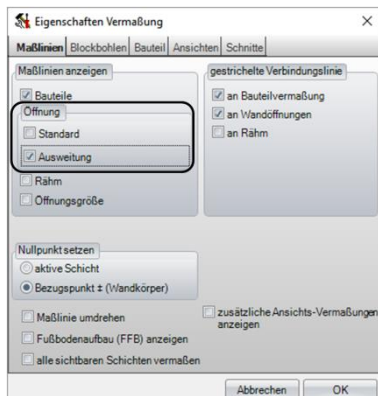 Eigenschaften Vermaßung
Maßlinien Blockbohlen Bauteil Ansichten Schnitte
Maßlinien anzeigen
Bauteile
Öffnung
Standard
Ausweitung
Rähm
Öffnungsgröße
gestrichelte Verbindungslinie
an Bauteilvermaßung
an Wandöffnungen
an Rähm
Nullpunkt setzen
aktive Schicht
Bezugspunkt ‡ (Wandkörper)
Maßlinie umdrehen
Fußbodenaufbau (FFB) anzeigen
alle sichtbaren Schichten vermaßen
zusätzliche Ansichts-Vermaßungen
anzeigen
Abbrechen OK